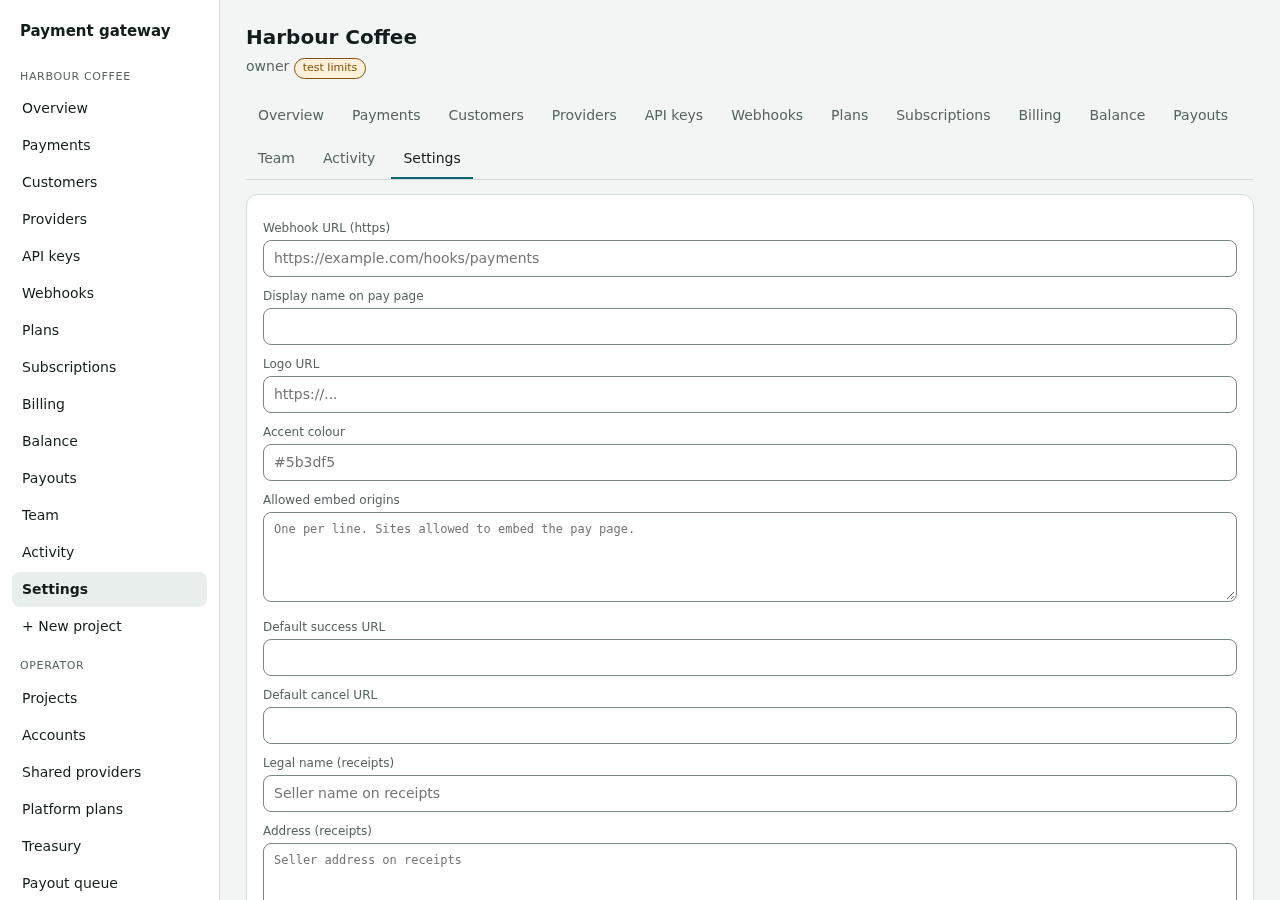 Payment gateway
HARBOUR COFFEE
Overview
Payments
Customers
Providers
API keys
Webhooks
Plans
Subscriptions
Billing
Balance
Payouts
Team
Activity
Settings
+ New project
OPERATOR
Projects
Accounts
Shared providers
Platform plans
Treasury
Payout queue
Harbour Coffee
owner test limits
Overview Payments Customers Providers API keys Webhooks Plans Subscriptions Billing Balance Payouts
Team Activity Settings
Webhook URL (https)
https://example.com/hooks/payments
Display name on pay page
Logo URL
https://...
Accent colour
#5b3df5
Allowed embed origins
One per line. Sites allowed to embed the pay page.
Default success URL
Default cancel URL
Legal name (receipts)
Seller name on receipts
Address (receipts)
Seller address on receipts